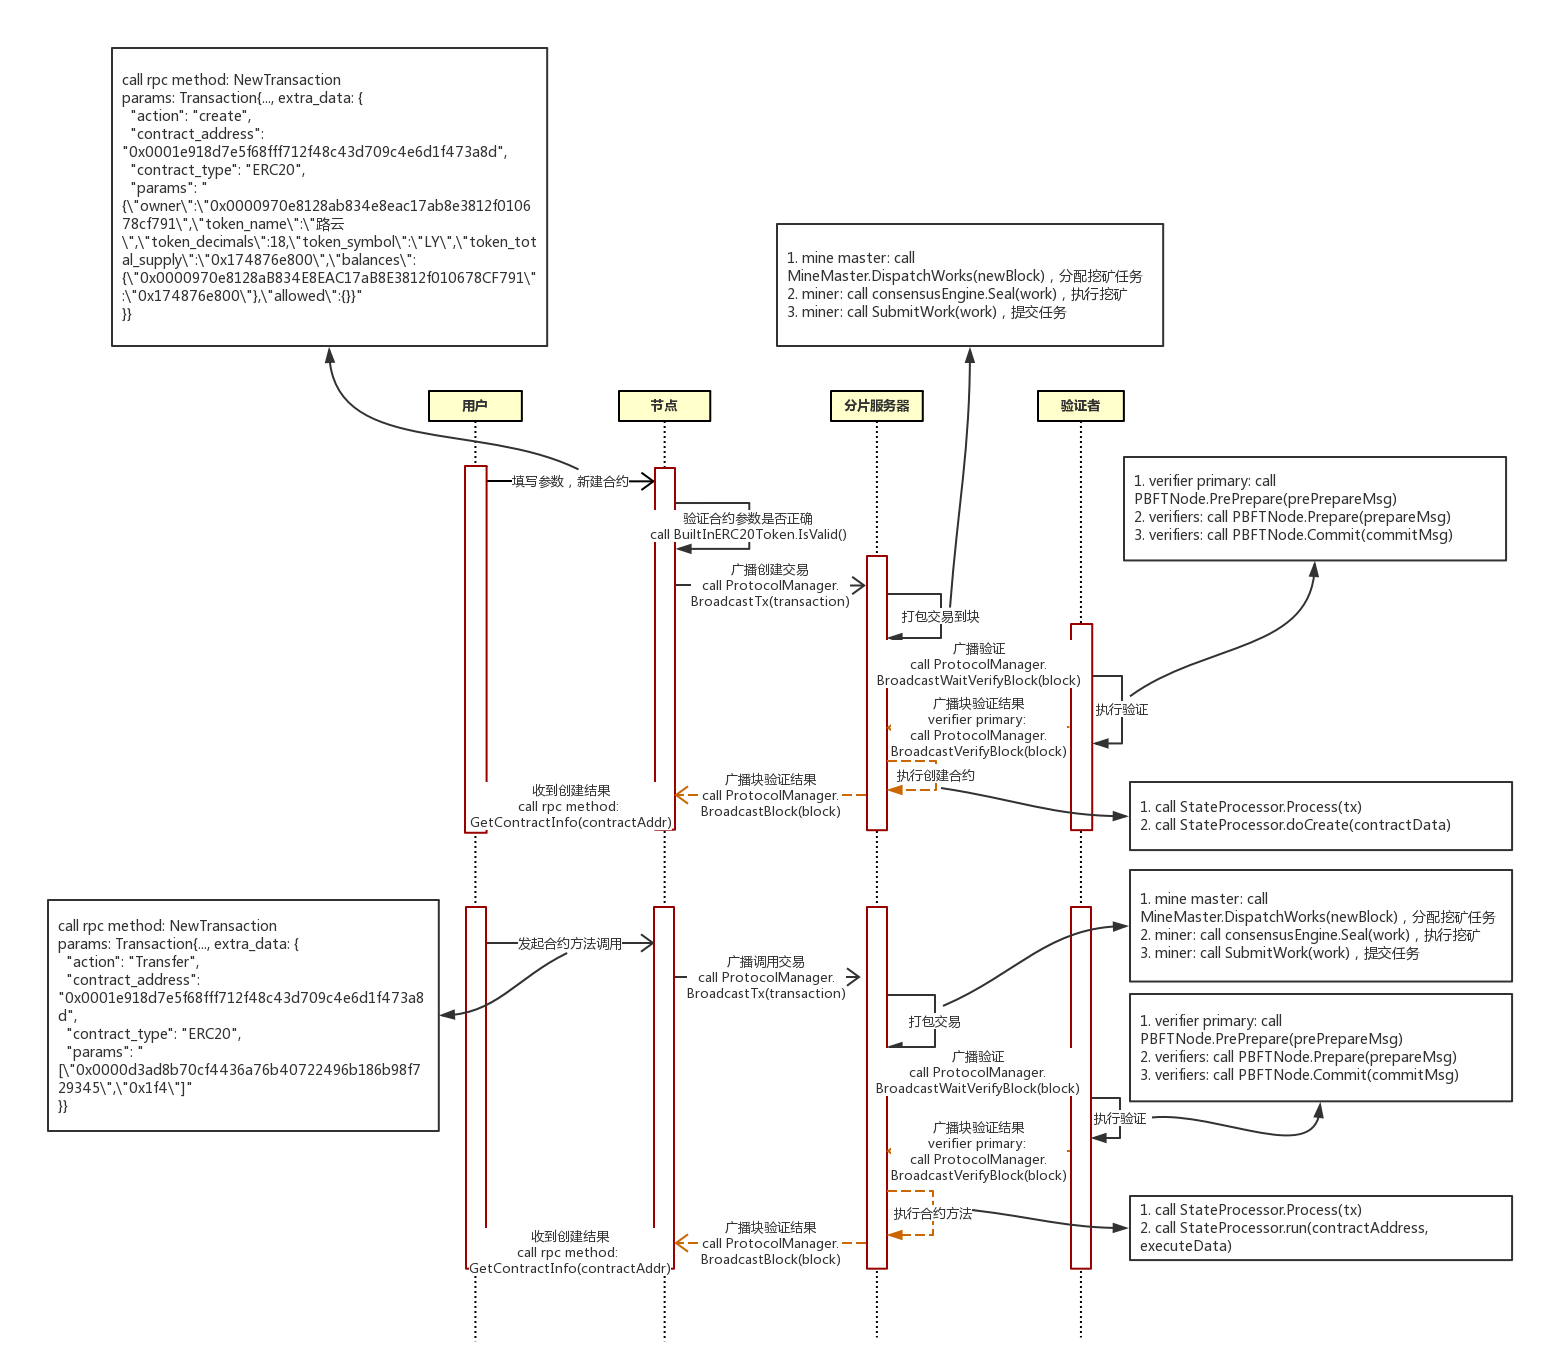 call rpc method: NewTransaction
params: Transaction{..., extra_data: {
"action": "create",
"contract_address":
"0x0001e918d7e5f68fff712f48c43d709c4e6d1f473a8d",
"contract_type": "ERC20",
"params": "
{\"owner\":\"0x0000970e8128ab834e8eac17ab8e3812f0106
78cf791\",\"token_name\":\"路云
\",\"token_decimals\":18,\"token_symbol\":\"LY\",\"token_tot
al_supply\":\"0x174876e800\",\"balances\":
{\"0x0000970e8128aB834E8EAC17aB8E3812f010678CF791\"
:\"0x174876e800\"},\"allowed\":{}}"
}}
1. mine master: call
MineMaster.DispatchWorks(newBlock)，分配挖矿任务
2. miner: call consensusEngine.Seal(work)，执行挖矿
3. miner: call SubmitWork(work)，提交任务
用户
节点
分片服务器
验证者
1. verifier primary: call
PBFTNode.PrePrepare(prePrepareMsg)
2. verifiers: call PBFTNode.Prepare(prepareMsg)
3. verifiers: call PBFTNode.Commit(commitMsg)
填写参数，新建合约
验证合约参数是否正确
call BuiltInERC20Token.IsValid()
广播创建交易
call ProtocolManager.
BroadcastTx(transaction)
打包交易到块
广播验证
call ProtocolManager.
BroadcastWaitVerifyBlock(block)
执行验证
广播块验证结果
verifier primary:
call ProtocolManager.
BroadcastVerifyBlock(block)
执行创建合约
广播块验证结果
call ProtocolManager.
BroadcastBlock(block)
收到创建结果
call rpc method:
GetContractInfo(contractAddr)
1. call StateProcessor.Process(tx)
2. call StateProcessor.doCreate(contractData)
call rpc method: NewTransaction
params: Transaction{..., extra_data: {
"action": "Transfer",
"contract_address":
"0x0001e918d7e5f68fff712f48c43d709c4e6d1f473a8
d",
"contract_type": "ERC20",
"params": "
[\"0x0000d3ad8b70cf4436a76b40722496b186b98f7
29345\",\"0x1f4\"]"
}}
1. mine master: call
MineMaster.DispatchWorks(newBlock)，分配挖矿任务
2. miner: call consensusEngine.Seal(work)，执行挖矿
3. miner: call SubmitWork(work)，提交任务
发起合约方法调用
广播调用交易
call ProtocolManager.
BroadcastTx(transaction)
打包交易
1. verifier primary: call
PBFTNode.PrePrepare(prePrepareMsg)
2. verifiers: call PBFTNode.Prepare(prepareMsg)
3. verifiers: call PBFTNode.Commit(commitMsg)
广播验证
call ProtocolManager.
BroadcastWaitVerifyBlock(block)
执行验证
广播块验证结果
verifier primary:
call ProtocolManager.
BroadcastVerifyBlock(block)
执行合约方法
广播块验证结果
call ProtocolManager.
BroadcastBlock(block)
收到创建结果
call rpc method:
GetContractInfo(contractAddr)
1. call StateProcessor.Process(tx)
2. call StateProcessor.run(contractAddress,
executeData)